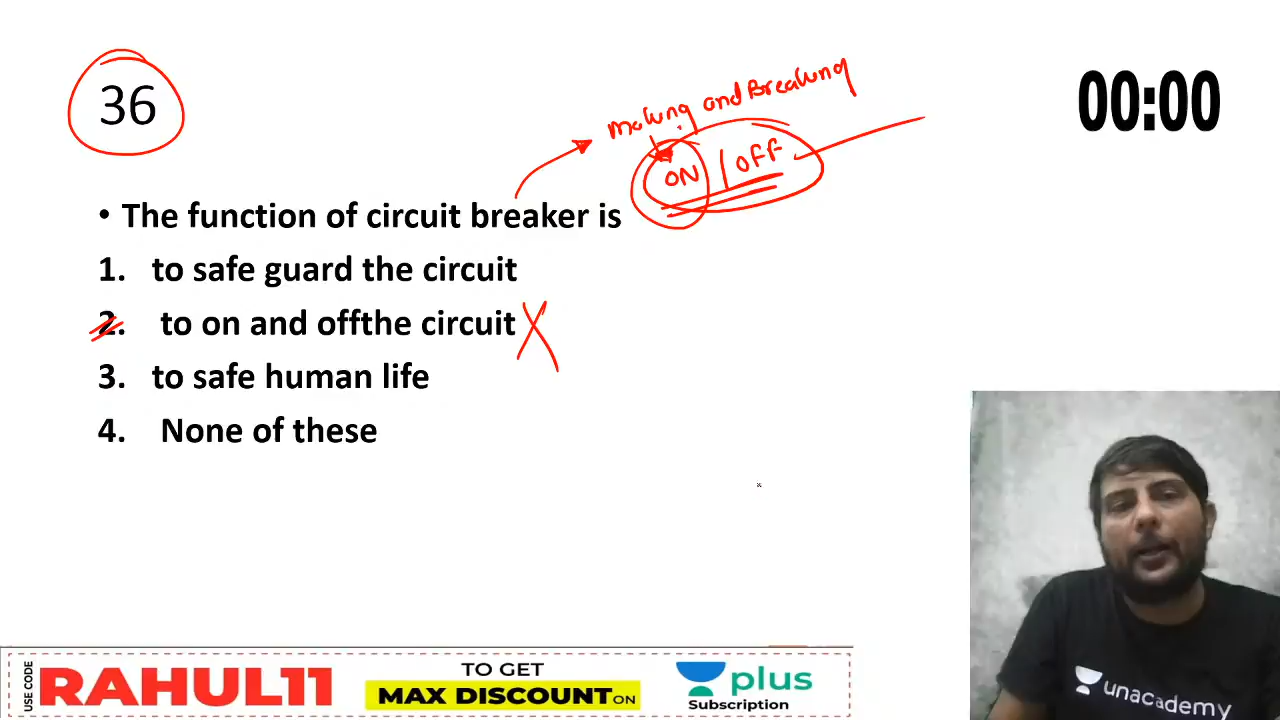 36
Making and Breaking
ON / OFF
00:00
• The function of circuit breaker is
1. to safe guard the circuit
2. to on and offthe circuit X
3. to safe human life
4. None of these
USE CODE
RAHUL11
TO GET
MAX DISCOUNT ON
plus
Subscription
unacademy